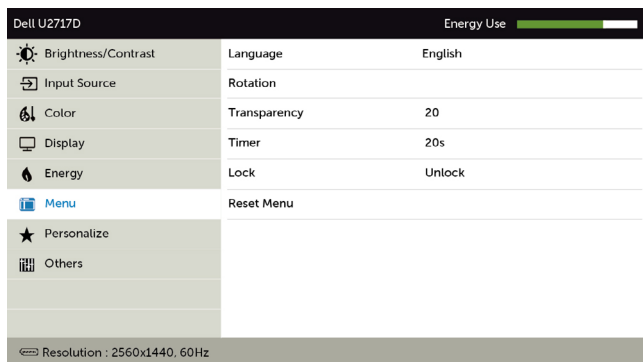 Dell U2717D Energy Use
Brightness/Contrast Language English
Input Source Rotation
Color Transparency 20
Display Timer 20s
Energy Lock Unlock
Menu Reset Menu
Personalize
Others
Resolution : 2560x1440, 60Hz